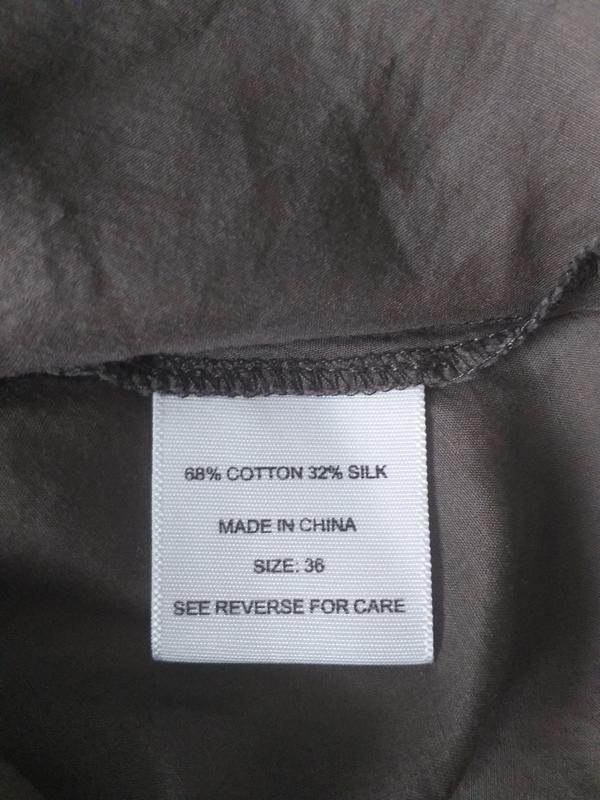 68% COTTON 32% SILK
MADE IN CHINA
SIZE: 36
SEE REVERSE FOR CARE